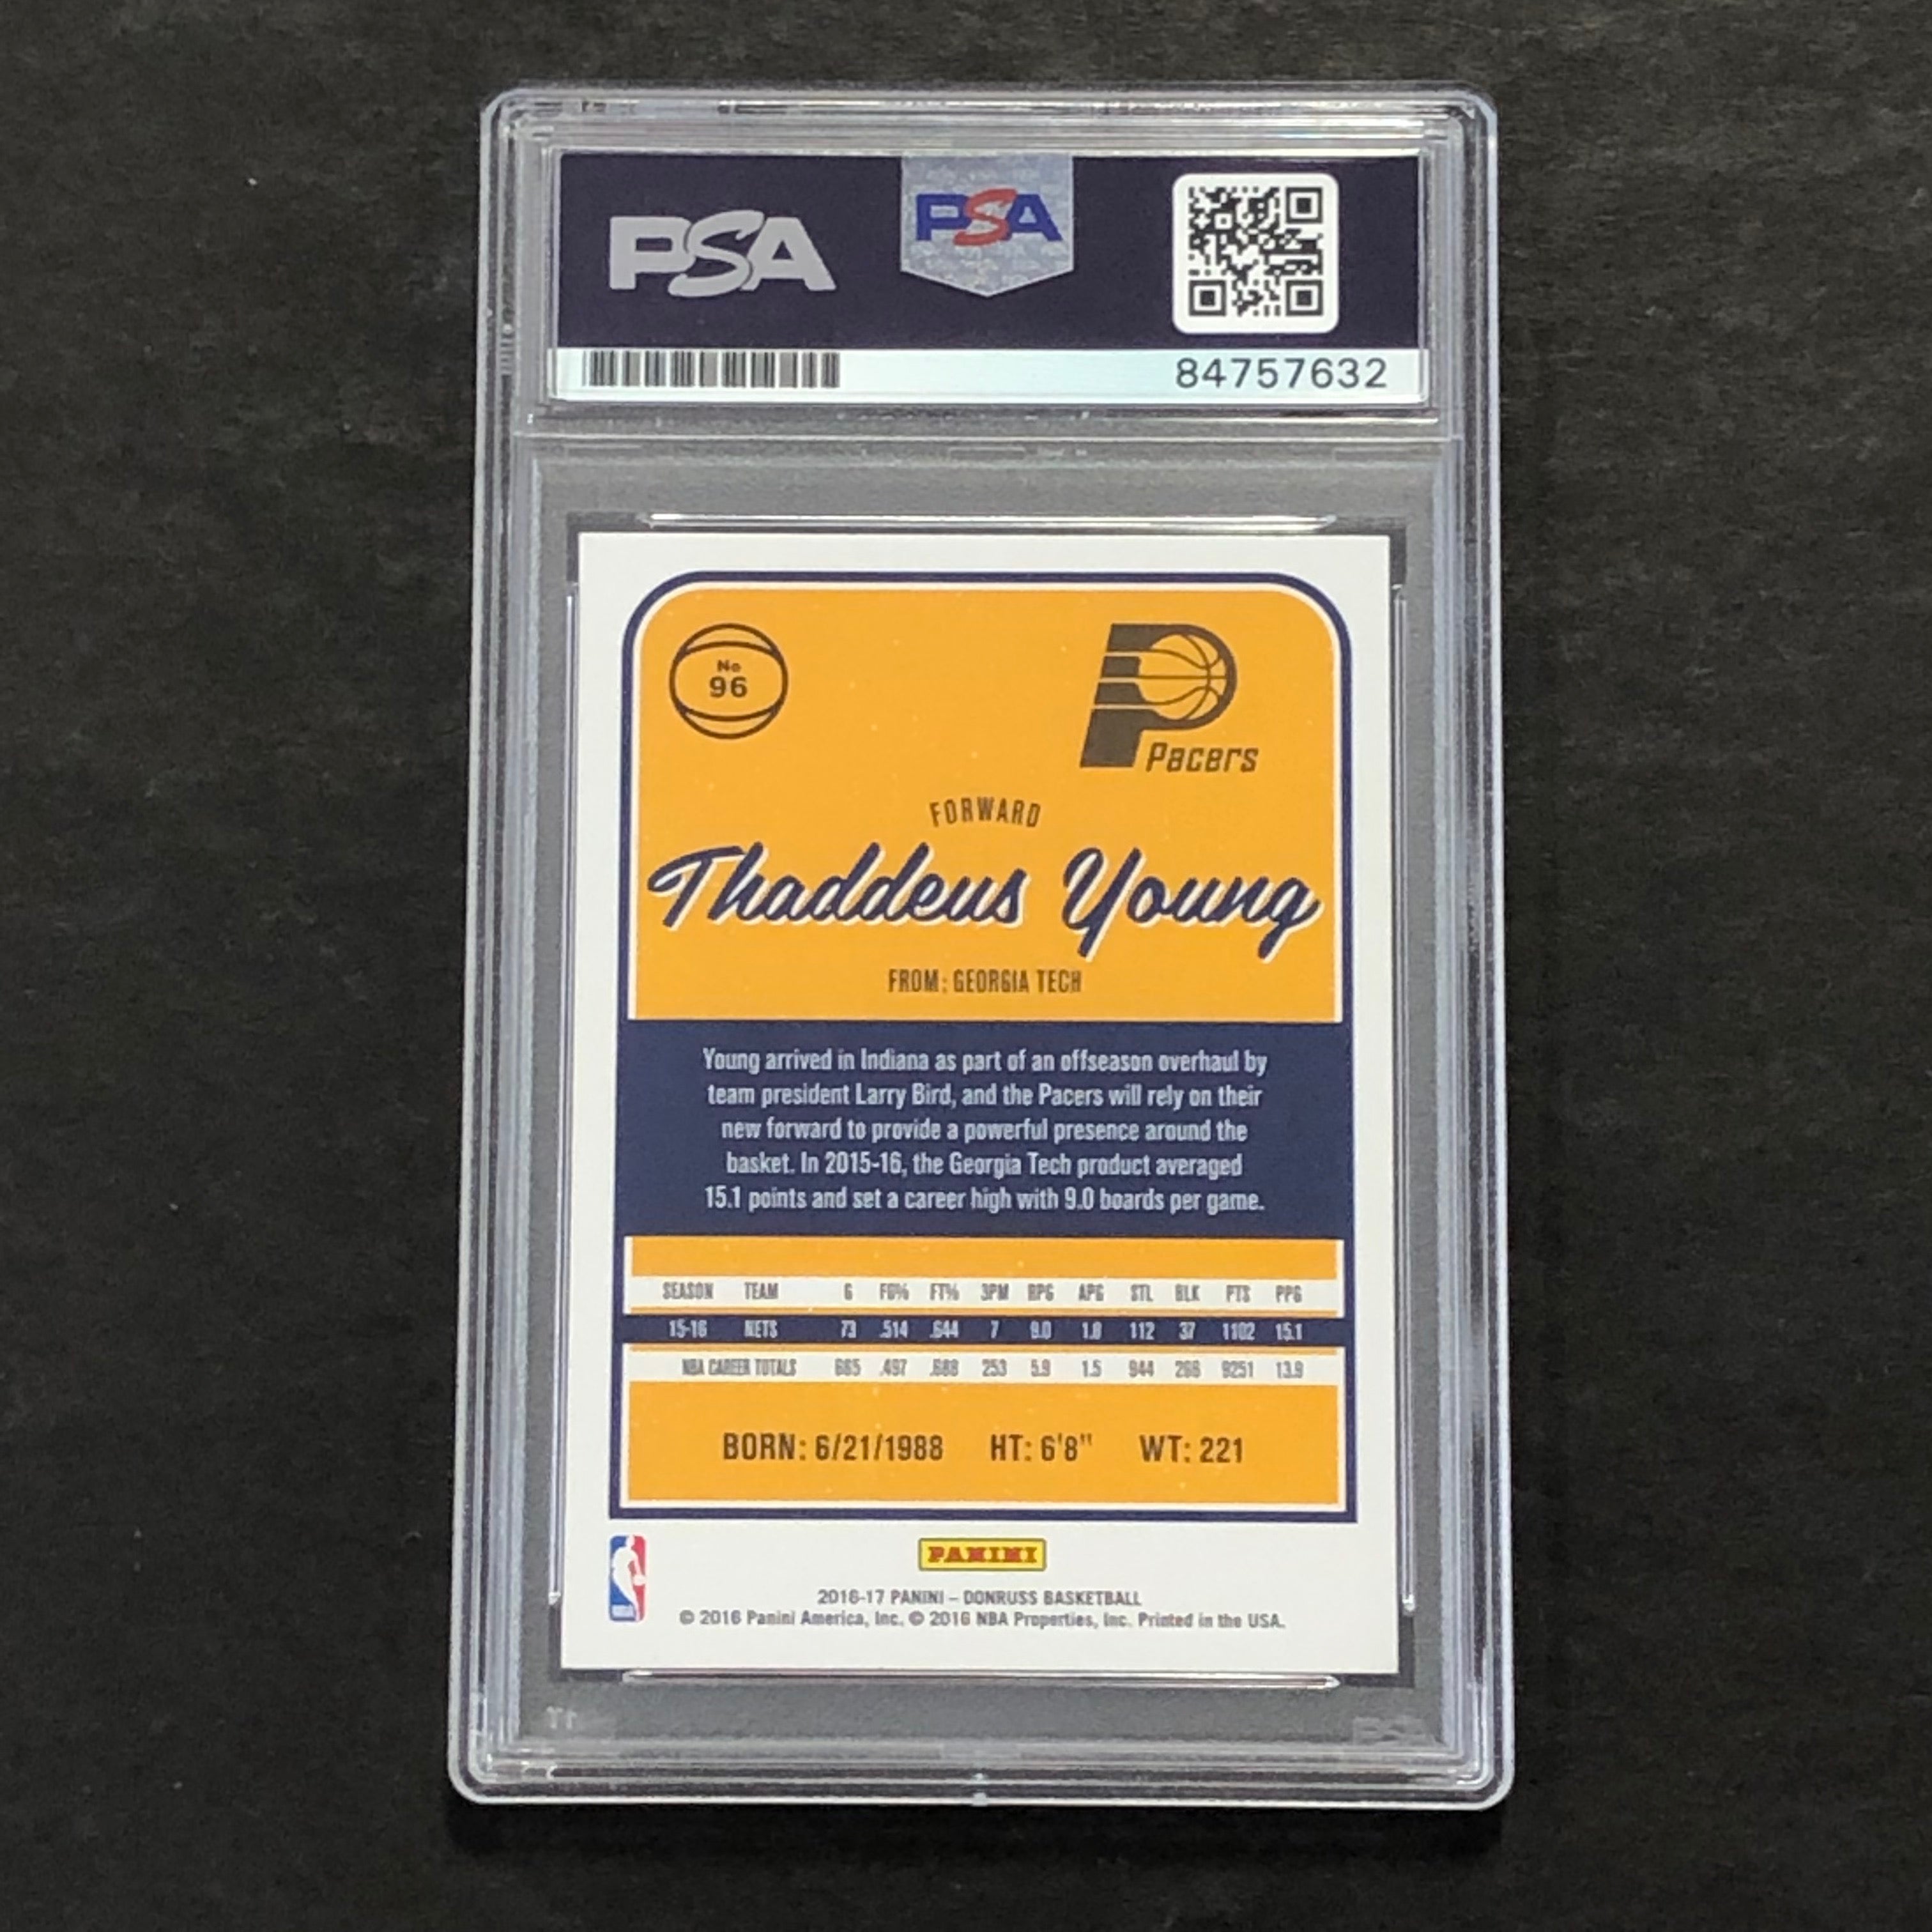 PSA
PSA
84757632
No
96
Pacers
FORWARD
Thaddeus Young
FROM: GEORGIA TECH
Young arrived in Indiana as part of an offseason overhaul by
team president Larry Bird, and the Pacers will rely on their
new forward to provide a powerful presence around the
basket. In 2015-16, the Georgia Tech product averaged
15.1 points and set a career high with 9.0 boards per game.
SEASON TEAM G FG% FT% 3PM RPG APG STL BLK PTS PPG
15-16 NETS 73 .514 .644 7 9.0 1.8 112 37 1102 15.1
NBA CAREER TOTALS 665 .497 .688 253 5.9 1.5 944 266 9251 13.9
BORN: 6/21/1988 HT: 6'8" WT: 221
PANINI
2016-17 PANINI – DONRUSS BASKETBALL
© 2016 Panini America, Inc. © 2016 NBA Properties, Inc. Printed in the USA.